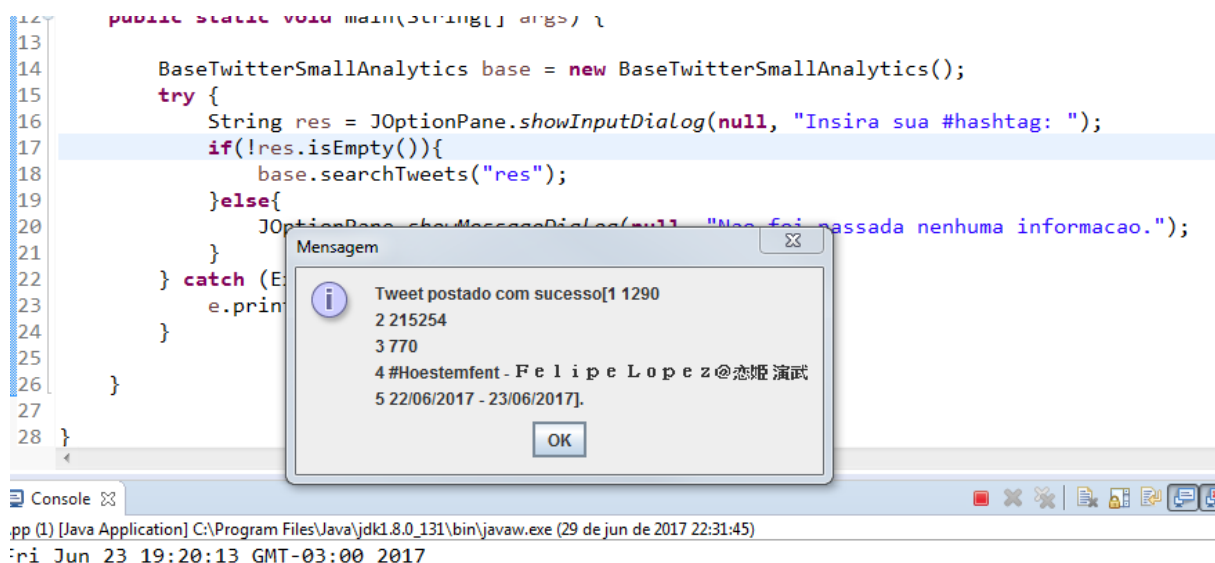 12 public static void main(String[] args) {
13
14 BaseTwitterSmallAnalytics base = new BaseTwitterSmallAnalytics();
15 try {
16 String res = JOptionPane.showInputDialog(null, "Insira sua #hashtag: ");
17 if(!res.isEmpty()){
18 base.searchTweets("res");
19 }else{
20 JOptionPane.showMessageDialog(null, "Nao foi passada nenhuma informacao.");
21 }
22 } catch (E
23 e.prin
24 }
25
26 }
27
28 }
Mensagem
Tweet postado com sucesso[1 1290
2 215254
3 770
4 #Hoestemfent - Ｆｅｌｉｐｅ Ｌｏｐｅｚ@恋姫演武
5 22/06/2017 - 23/06/2017].
OK
Console
pp (1) [Java Application] C:\Program Files\Java\jdk1.8.0_131\bin\javaw.exe (29 de jun de 2017 22:31:45)
Fri Jun 23 19:20:13 GMT-03:00 2017